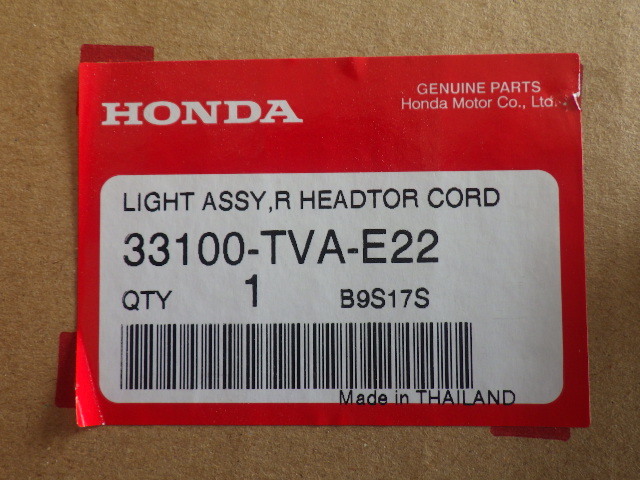 HONDA
GENUINE PARTS
Honda Motor Co., Ltd.
LIGHT ASSY,R HEADTOR CORD
33100-TVA-E22
QTY 1 B9S17S
Made in THAILAND